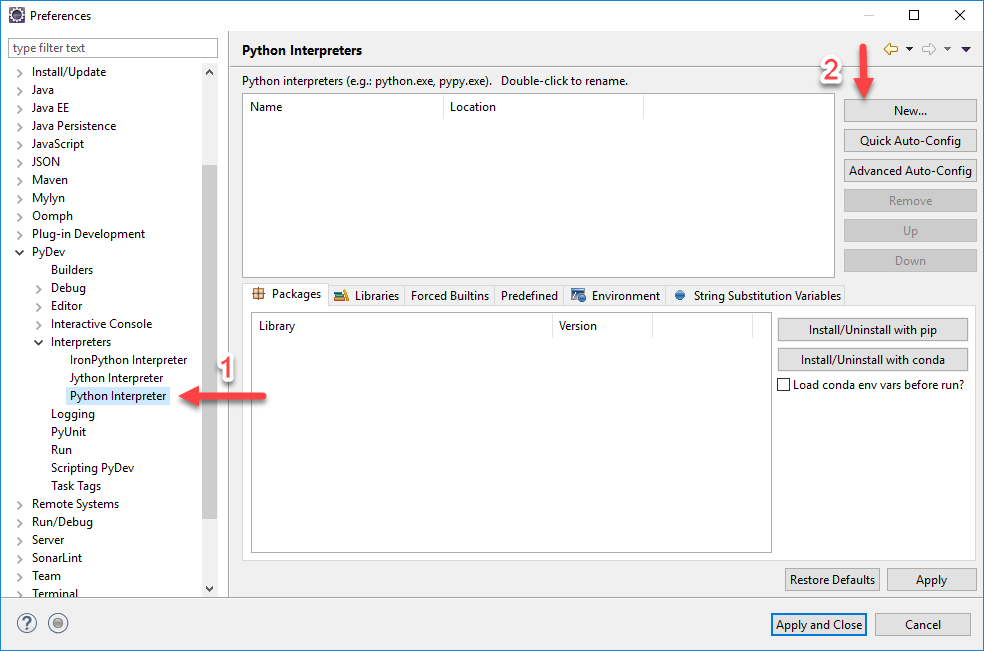 Preferences
type filter text
Install/Update
Java
Java EE
Java Persistence
JavaScript
JSON
Maven
Mylyn
Oomph
Plug-in Development
PyDev
Builders
Debug
Editor
Interactive Console
Interpreters
IronPython Interpreter
Jython Interpreter
Python Interpreter
1
Logging
PyUnit
Run
Scripting PyDev
Task Tags
Remote Systems
Run/Debug
Server
SonarLint
Team
Terminal
Python Interpreters
Python interpreters (e.g.: python.exe, pypy.exe).   Double-click to rename.
2
Name Location
New...
Quick Auto-Config
Advanced Auto-Config
Remove
Up
Down
Packages Libraries Forced Builtins Predefined Environment String Substitution Variables
Library Version
Install/Uninstall with pip
Install/Uninstall with conda
Load conda env vars before run?
Restore Defaults Apply
? Apply and Close Cancel